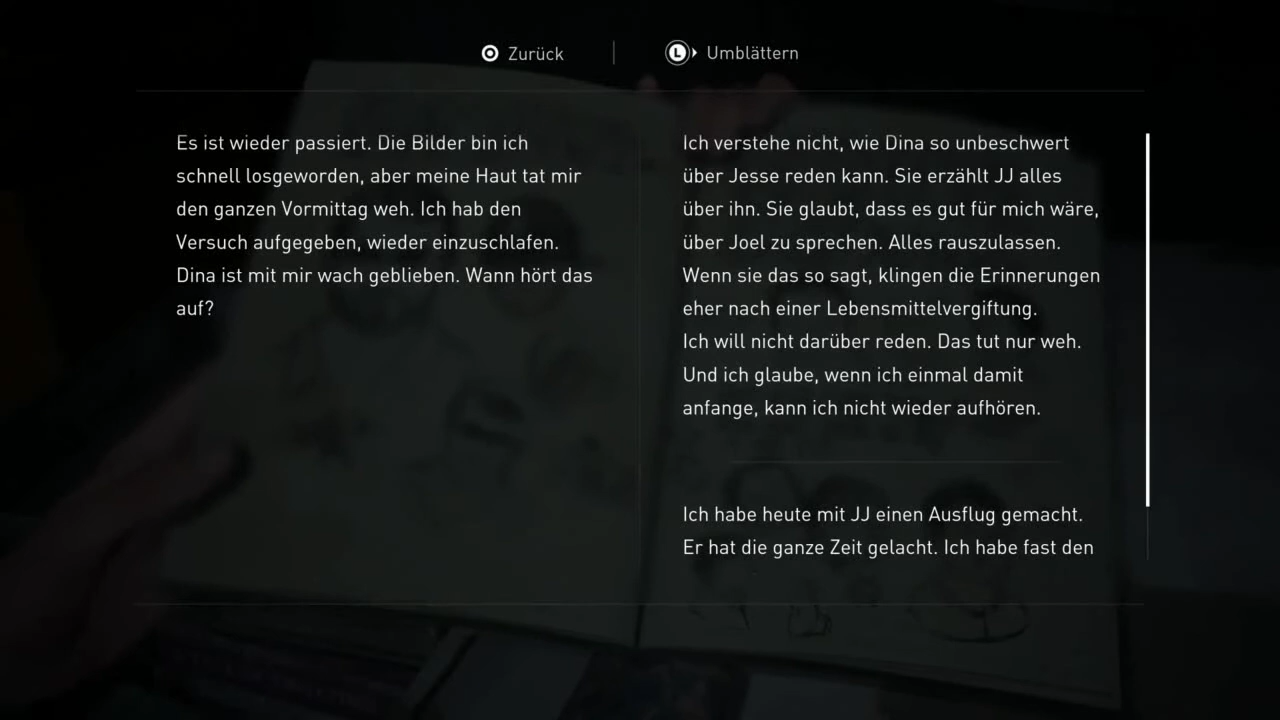 Zurück
L Umblättern
Es ist wieder passiert. Die Bilder bin ich
schnell losgeworden, aber meine Haut tat mir
den ganzen Vormittag weh. Ich hab den
Versuch aufgegeben, wieder einzuschlafen.
Dina ist mit mir wach geblieben. Wann hört das
auf?
Ich verstehe nicht, wie Dina so unbeschwert
über Jesse reden kann. Sie erzählt JJ alles
über ihn. Sie glaubt, dass es gut für mich wäre,
über Joel zu sprechen. Alles rauszulassen.
Wenn sie das so sagt, klingen die Erinnerungen
eher nach einer Lebensmittelvergiftung.
Ich will nicht darüber reden. Das tut nur weh.
Und ich glaube, wenn ich einmal damit
anfange, kann ich nicht wieder aufhören.
Ich habe heute mit JJ einen Ausflug gemacht.
Er hat die ganze Zeit gelacht. Ich habe fast den